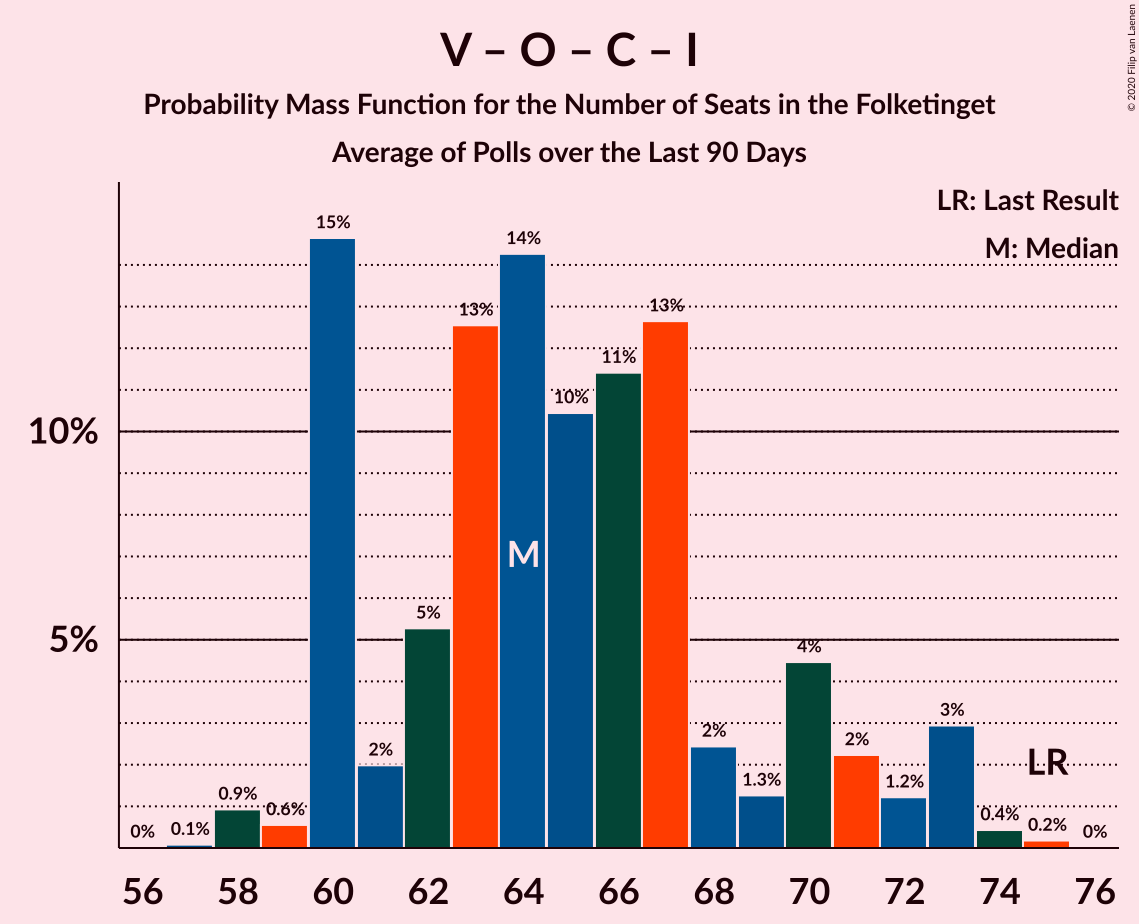 V – O – C – I
Probability Mass Function for the Number of Seats in the Folketinget
Average of Polls over the Last 90 Days
© 2020 Filip van Laenen
LR: Last Result
M: Median
15%
14%
13%
13%
11%
10%
10%
M
5%
5%
4%
3%
2%
2%
2%
LR
1.3%
1.2%
0.9%
0.6%
0.4%
0.2%
0.1%
0%
0%
56 58 60 62 64 66 68 70 72 74 76